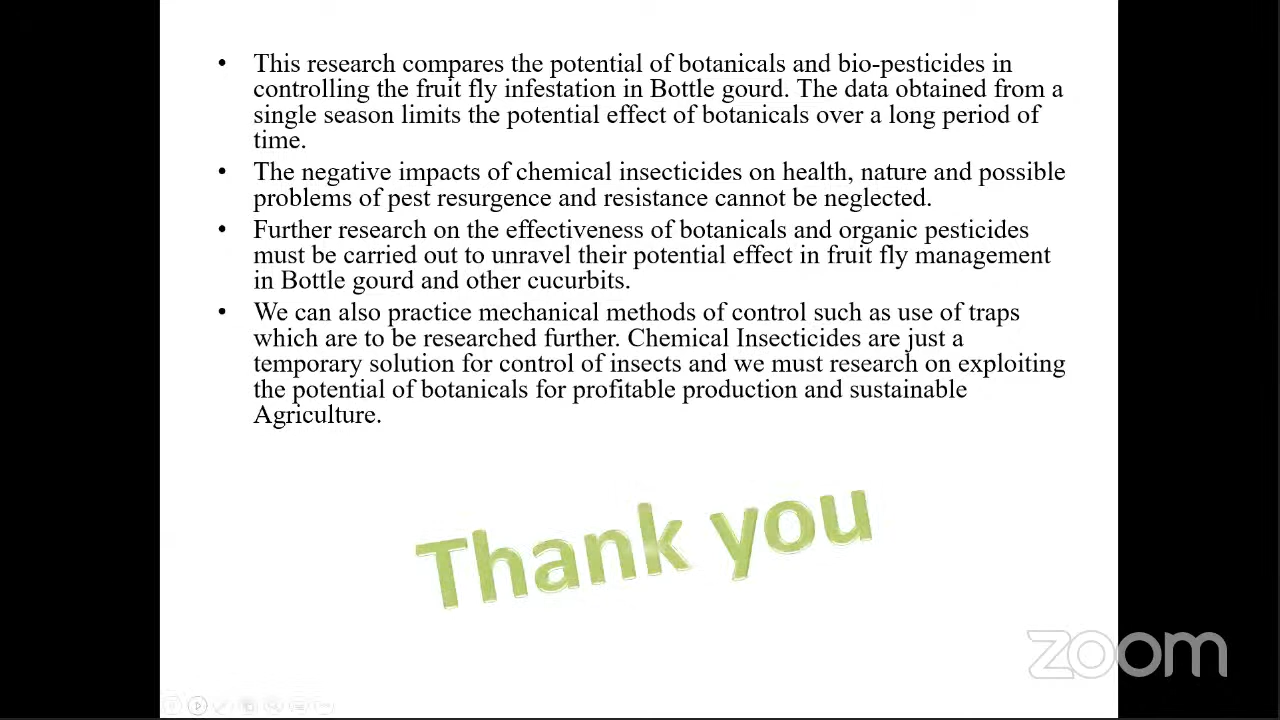 • This research compares the potential of botanicals and bio-pesticides in
controlling the fruit fly infestation in Bottle gourd. The data obtained from a
single season limits the potential effect of botanicals over a long period of
time.
• The negative impacts of chemical insecticides on health, nature and possible
problems of pest resurgence and resistance cannot be neglected.
• Further research on the effectiveness of botanicals and organic pesticides
must be carried out to unravel their potential effect in fruit fly management
in Bottle gourd and other cucurbits.
• We can also practice mechanical methods of control such as use of traps
which are to be researched further. Chemical Insecticides are just a
temporary solution for control of insects and we must research on exploiting
the potential of botanicals for profitable production and sustainable
Agriculture.
Thank you
zoom